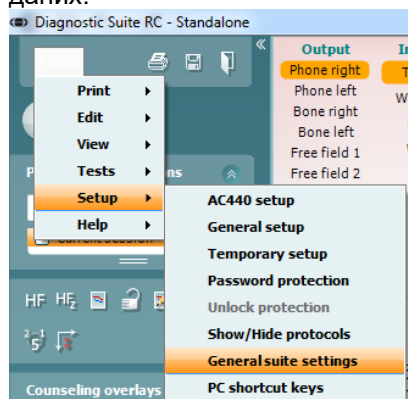 даних.
Diagnostic Suite RC - Standalone
Output
Phone right
Phone left
Bone right
Bone left
Free field 1
Free field 2
Print
Edit
View
Tests
Setup
Help
AC440 setup
General setup
Temporary setup
Password protection
Unlock protection
Show/Hide protocols
General suite settings
PC shortcut keys
HF HFz
Counseling overlays